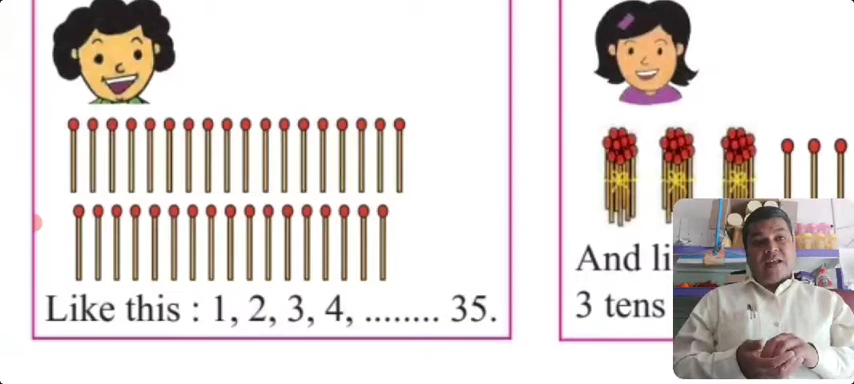 Like this : 1, 2, 3, 4, ........ 35.
And li
3 tens